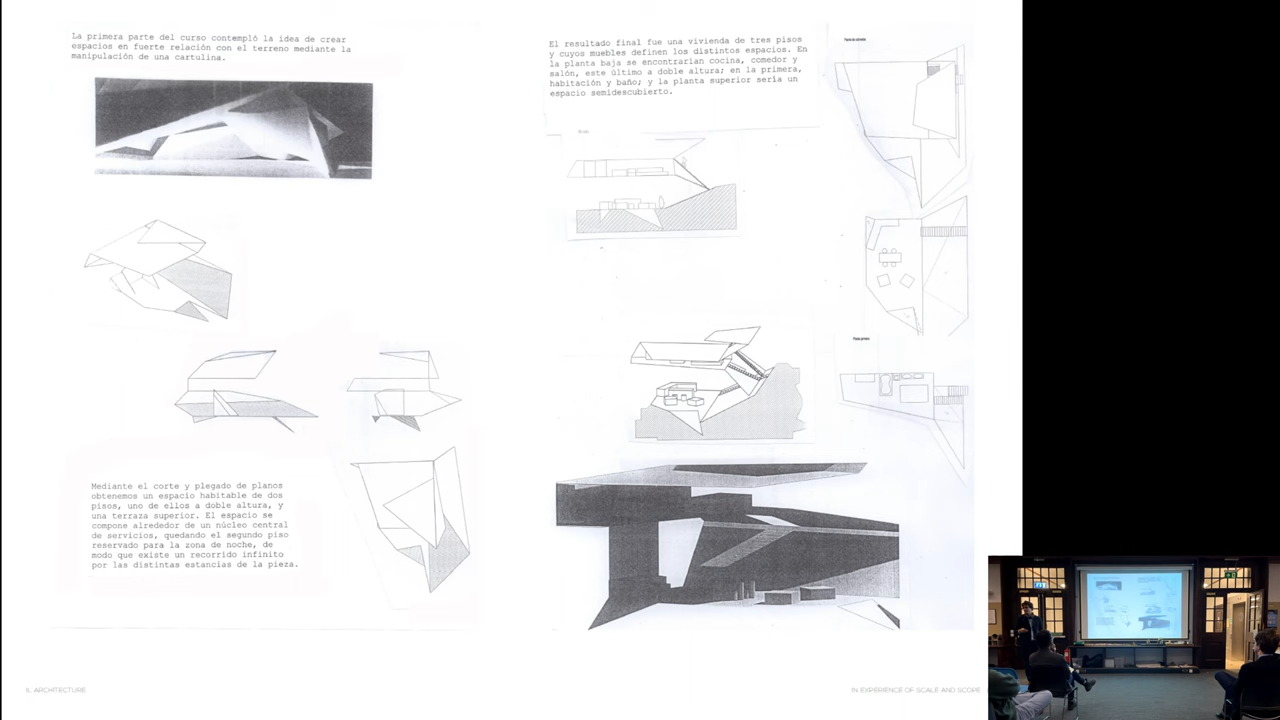 La primera parte del curso contempló la idea de crear
espacios en fuerte relación con el terreno mediante la
manipulación de una cartulina.
El resultado final fue una vivienda de tres pisos
y cuyos muebles definen los distintos espacios. En
la planta baja se encontrarian cocina, comedor y
salón, este último a doble altura; en la primera,
habitación y baño; y la planta superior sería un
espacio semidescubierto.
Mediante el corte y plegado de planos
obtenemos un espacio habitable de dos
pisos, uno de ellos a doble altura, y
una terraza superior. El espacio se
compone alrededor de un núcleo central
de servicios, quedando el segundo piso
reservado para la zona de noche, de
modo que existe un recorrido infinito
por las distintas estancias de la pieza.
Planta primera
IL ARCHITECTURE
IN EXPERIENCE OF SCALE AND SCORE